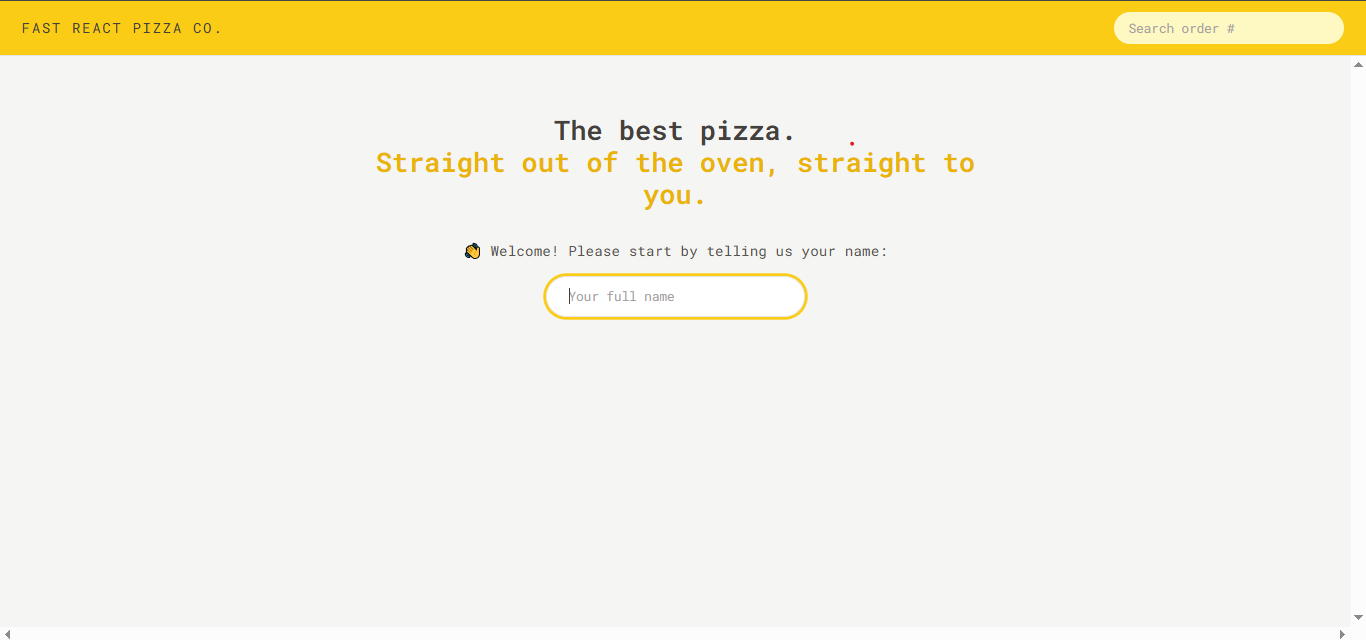 FAST REACT PIZZA CO.
Search order #
The best pizza.
Straight out of the oven, straight to
you.
👋 Welcome! Please start by telling us your name:
Your full name